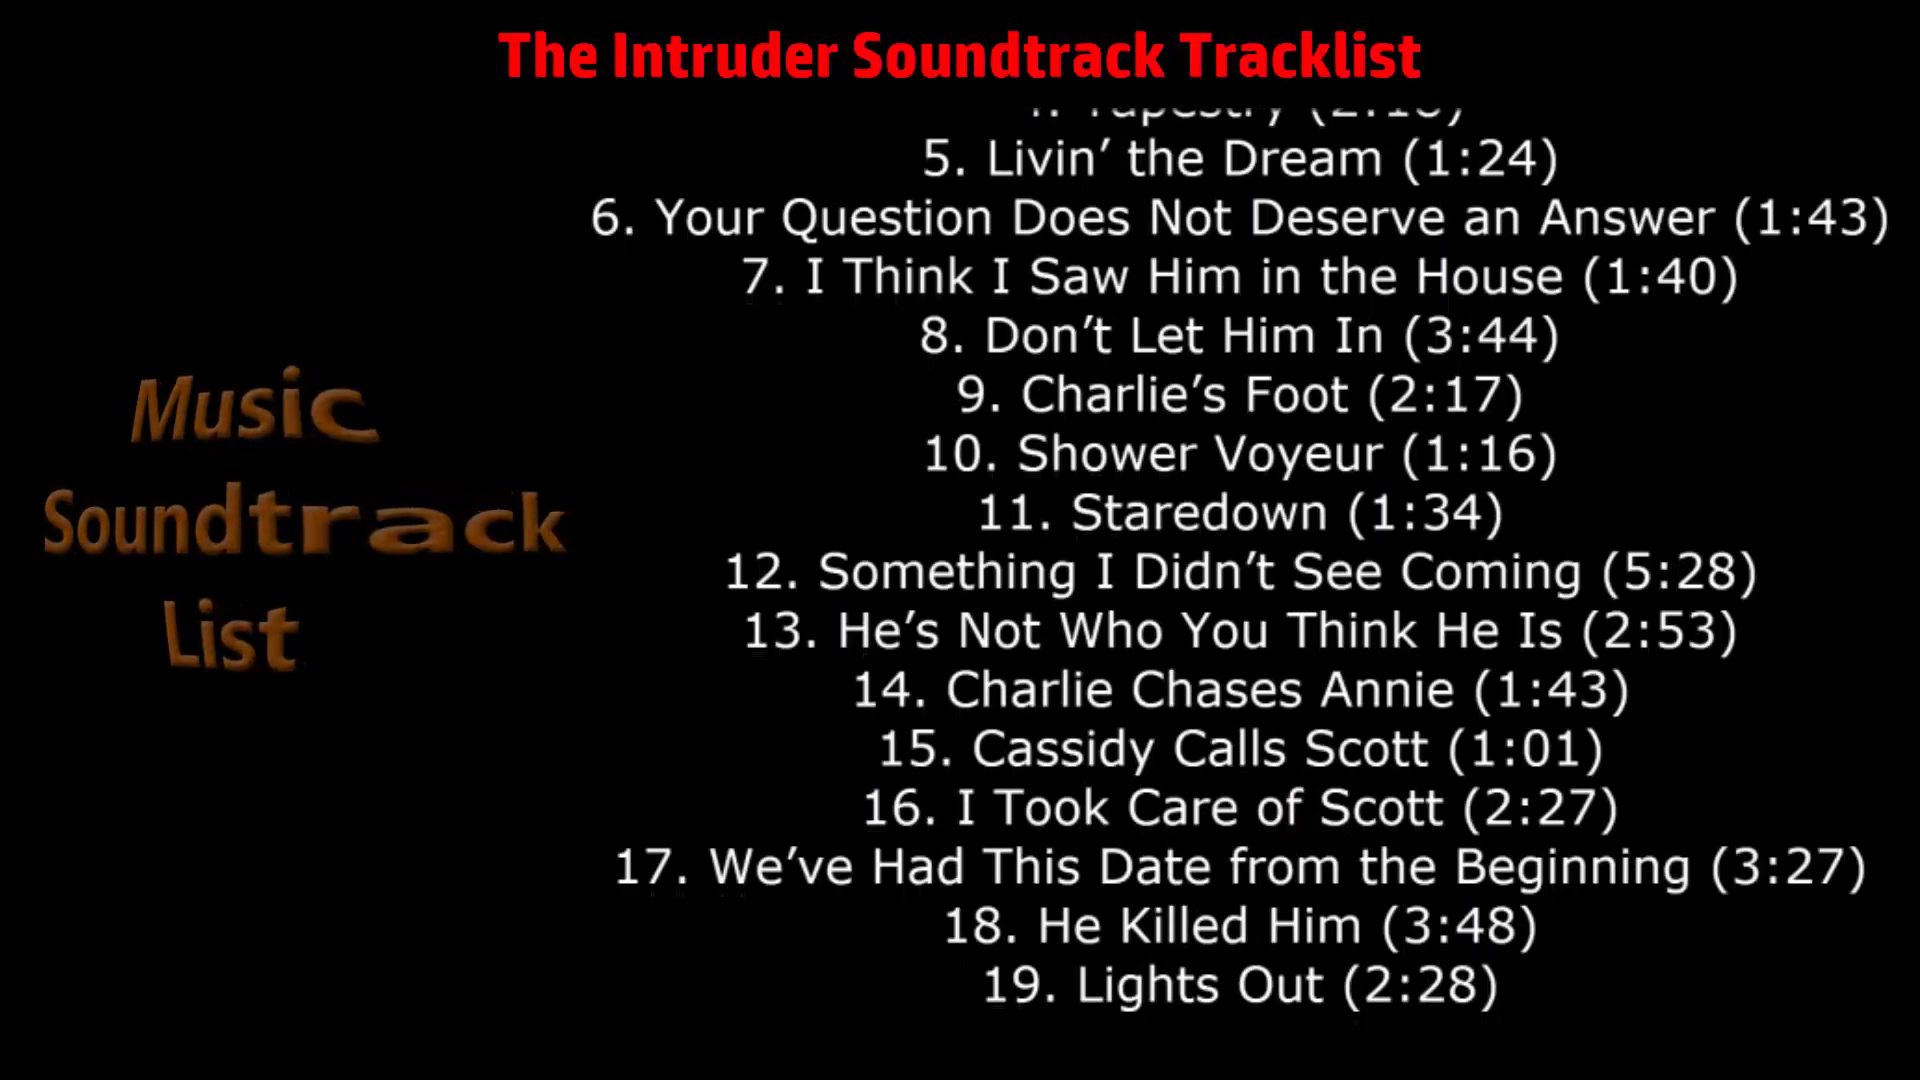 The Intruder Soundtrack Tracklist
Tapestry
5. Livin’ the Dream (1:24)
6. Your Question Does Not Deserve an Answer (1:43)
7. I Think I Saw Him in the House (1:40)
8. Don’t Let Him In (3:44)
9. Charlie’s Foot (2:17)
10. Shower Voyeur (1:16)
11. Staredown (1:34)
12. Something I Didn’t See Coming (5:28)
13. He’s Not Who You Think He Is (2:53)
14. Charlie Chases Annie (1:43)
15. Cassidy Calls Scott (1:01)
16. I Took Care of Scott (2:27)
17. We’ve Had This Date from the Beginning (3:27)
18. He Killed Him (3:48)
19. Lights Out (2:28)
Music
Soundtrack
List